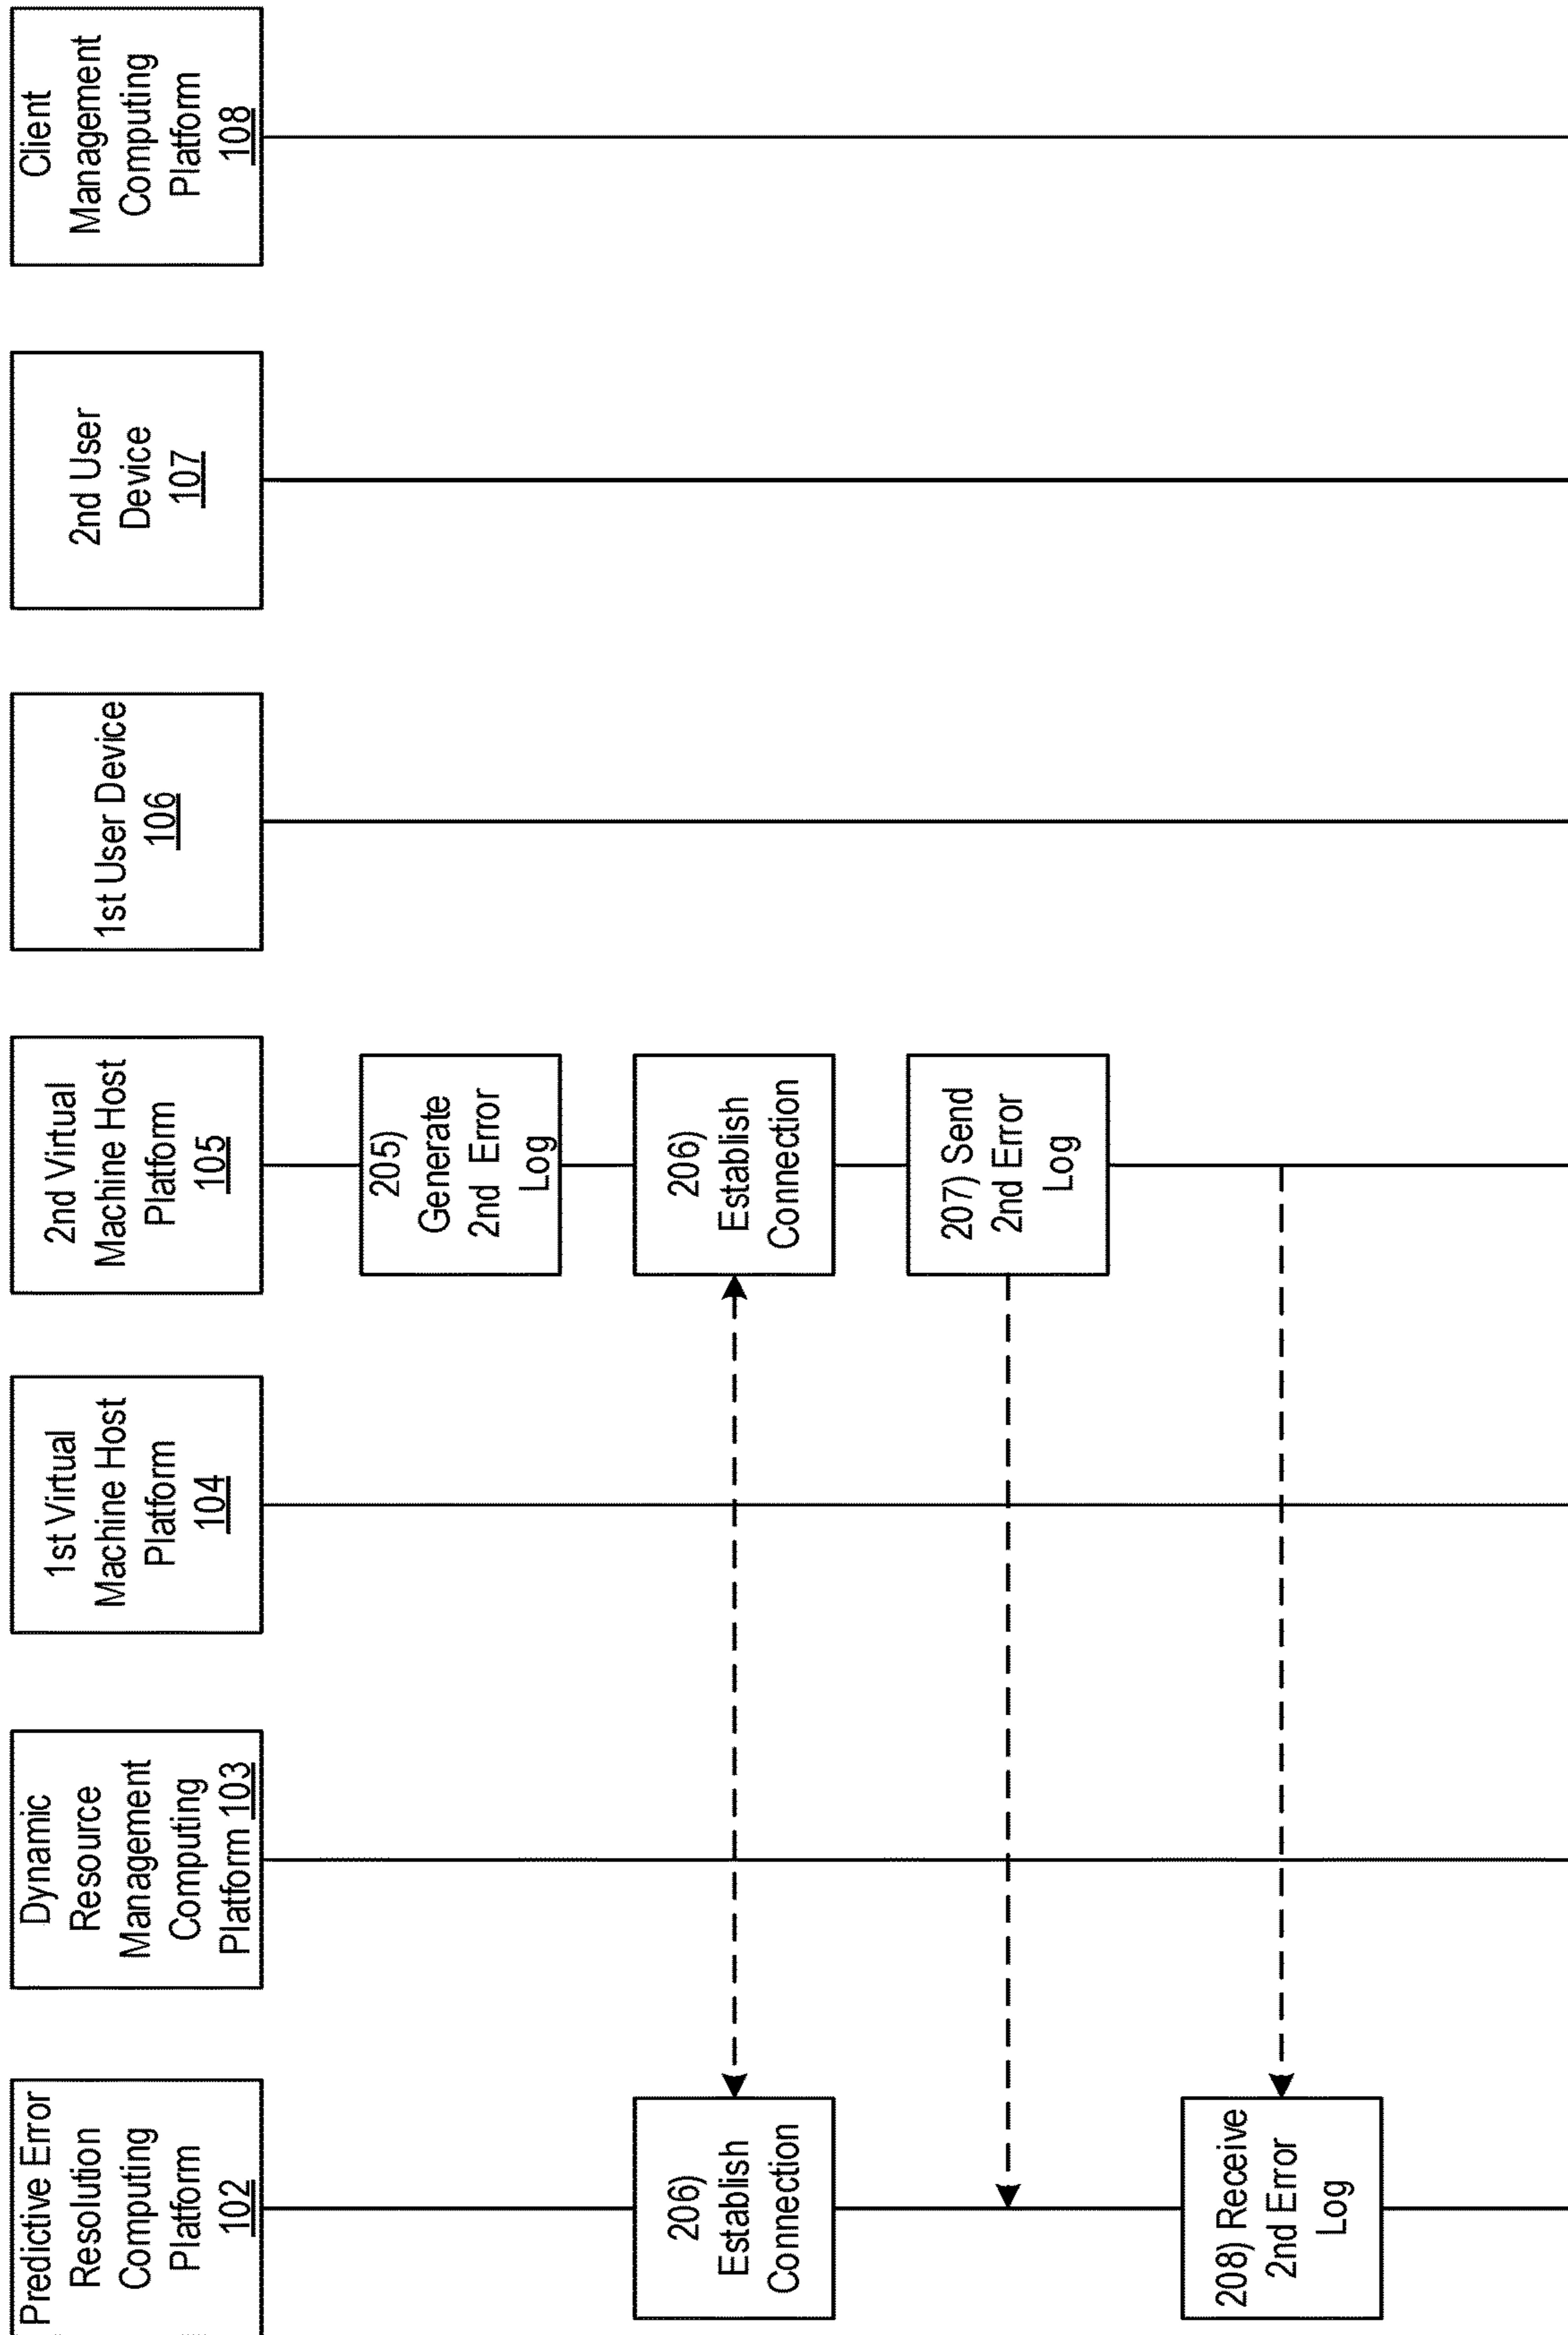 Predictive Error
Resolution
Computing
Platform
102
Dynamic
Resource
Management
Computing
Platform 103
1st Virtual
Machine Host
Platform
104
2nd Virtual
Machine Host
Platform
105
1st User Device
106
2nd User
Device
107
Client
Management
Computing
Platform
108
205)
Generate
2nd Error
Log
206)
Establish
Connection
206)
Establish
Connection
207) Send
2nd Error
Log
208) Receive
2nd Error
Log